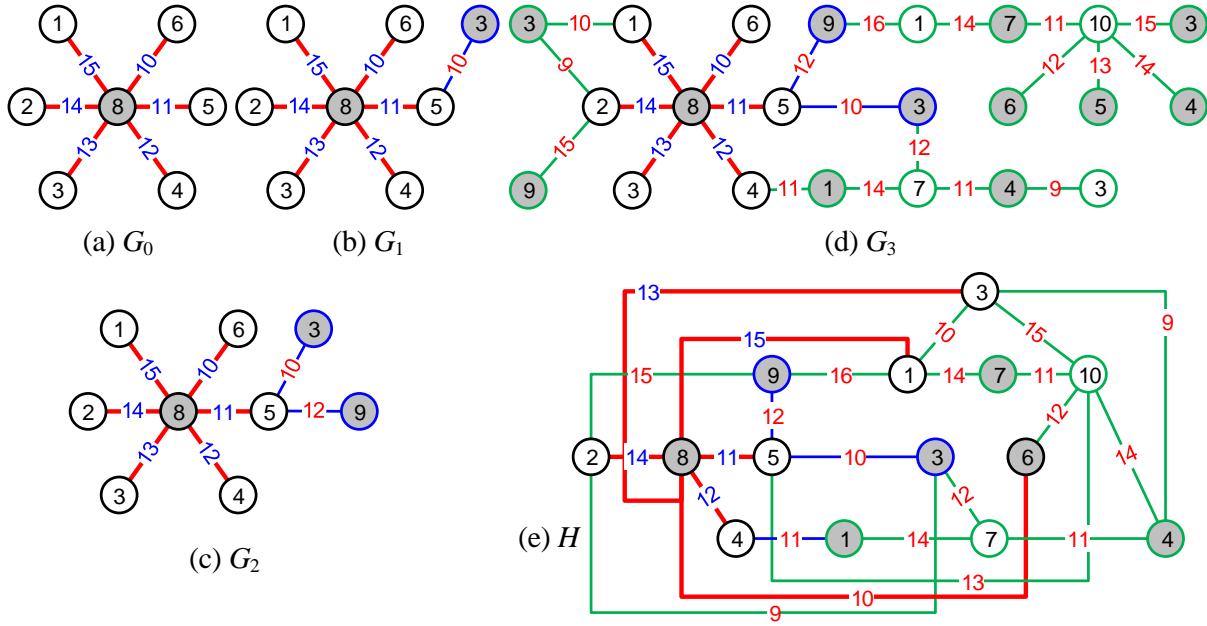 1 6 15 10 2 14 8 11 5 13 12 3 4
(a) G0
1 6 3 15 10 10 2 14 8 11 5 13 12 3 4
(b) G1
3 10 1 6 9 16 1 14 7 11 10 15 3
9 15 10 12 12 13 14
2 14 8 11 5 10 3 6 5 4
15 13 12 12
9 3 4 11 1 14 7 11 4 9 3
(d) G3
1 6 3 15 10 10 2 14 8 11 5 12 9 13 12 3 4
(c) G2
13 3
15 10 15 9
15 9 16 1 14 7 11 10
12 12
2 14 8 11 5 10 3 6 14
12 12
4 11 1 14 7 11 4
13
10
9
(e) H